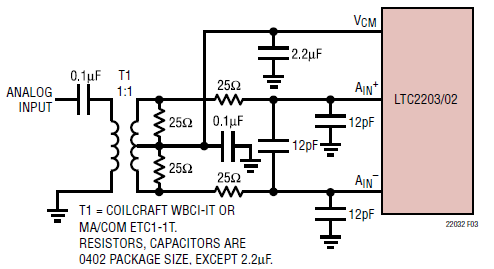 VCM
2.2μF
0.1μF
T1
1:1
ANALOG
INPUT
25Ω
AIN+
LTC2203/02
25Ω
0.1μF
12pF
12pF
25Ω
25Ω
AIN–
12pF
T1 = COILCRAFT WBCI-IT OR
MA/COM ETC1-1T.
RESISTORS, CAPACITORS ARE
0402 PACKAGE SIZE, EXCEPT 2.2μF.
22032 F03